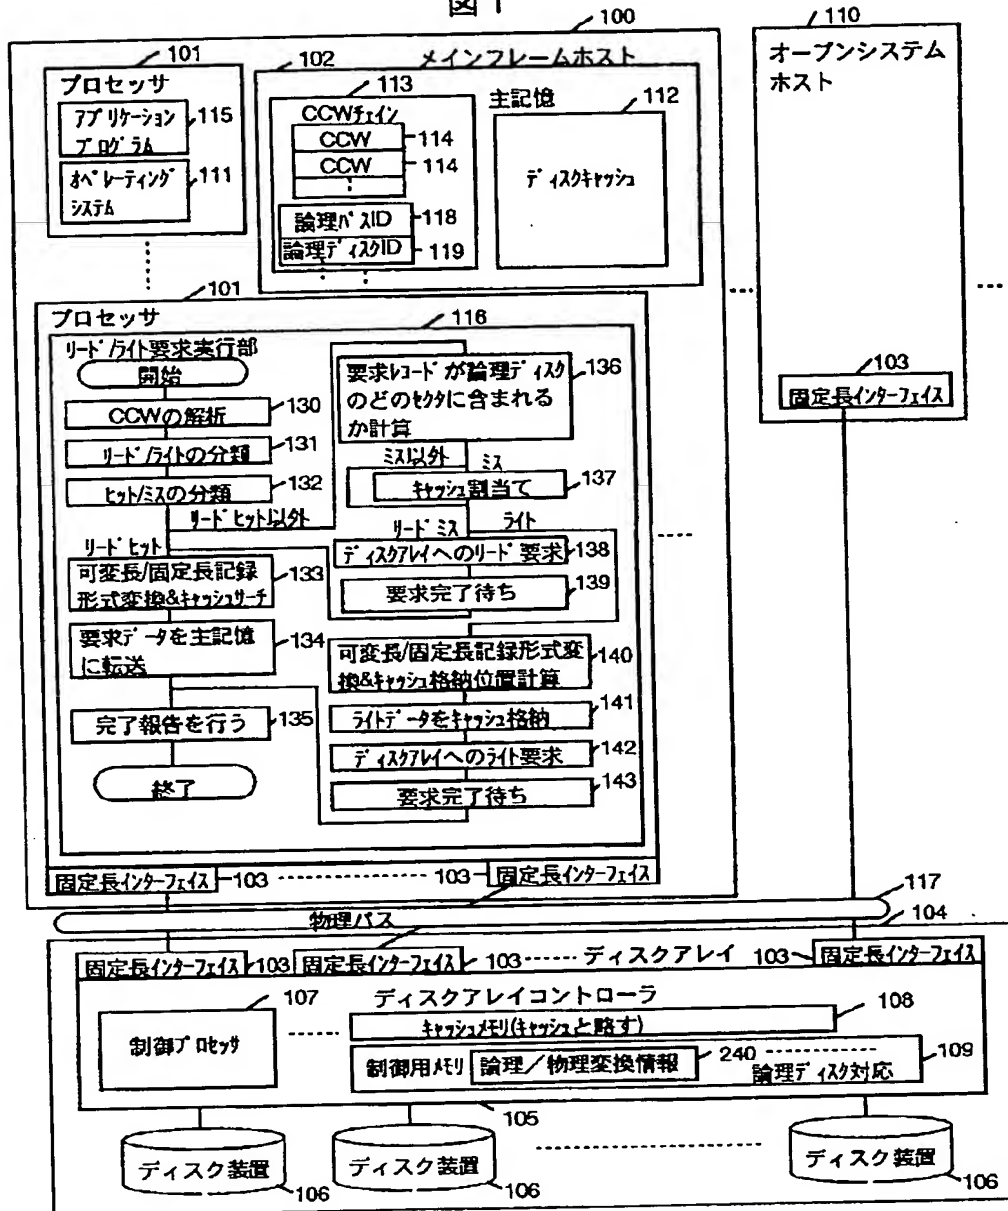 図1
100
110
101
102 メインフレームホスト
プロセッサ
アプリケーション
プログラム
115
オペレーティング
システム
111
113
CCWチェイン
CCW
114
CCW
114
論理パスID
118
論理ディスクID
119
主記憶
112
ディスクキャッシュ
オープンシステム
ホスト
103
固定長インターフェイス
101
プロセッサ
116
リード/ライト要求実行部
開始
CCWの解析
130
リード/ライトの分類
131
ヒット/ミスの分類
132
リードヒット以外
リードヒット
可変長/固定長記録
形式変換&キャッシュサーチ
133
要求データを主記憶
に転送
134
完了報告を行う
135
終了
要求レコードが論理ディスク
のどのセクタに含まれる
か計算
136
ミス以外
ミス
キャッシュ割当て
137
リードミス
ライト
ディスクアレイへのリード要求
138
要求完了待ち
139
可変長/固定長記録形式変
換&キャッシュ格納位置計算
140
ライトデータをキャッシュ格納
141
ディスクアレイへのライト要求
142
要求完了待ち
143
固定長インターフェイス
103
103
固定長インターフェイス
物理パス
117
104
固定長インターフェイス
103
固定長インターフェイス
103
ディスクアレイ
103
固定長インターフェイス
107
制御プロセッサ
ディスクアレイコントローラ
108
キャッシュメモリ(キャッシュと略す)
制御用メモリ
論理/物理変換情報
240
論理ディスク対応
109
105
ディスク装置
106
ディスク装置
106
ディスク装置
106